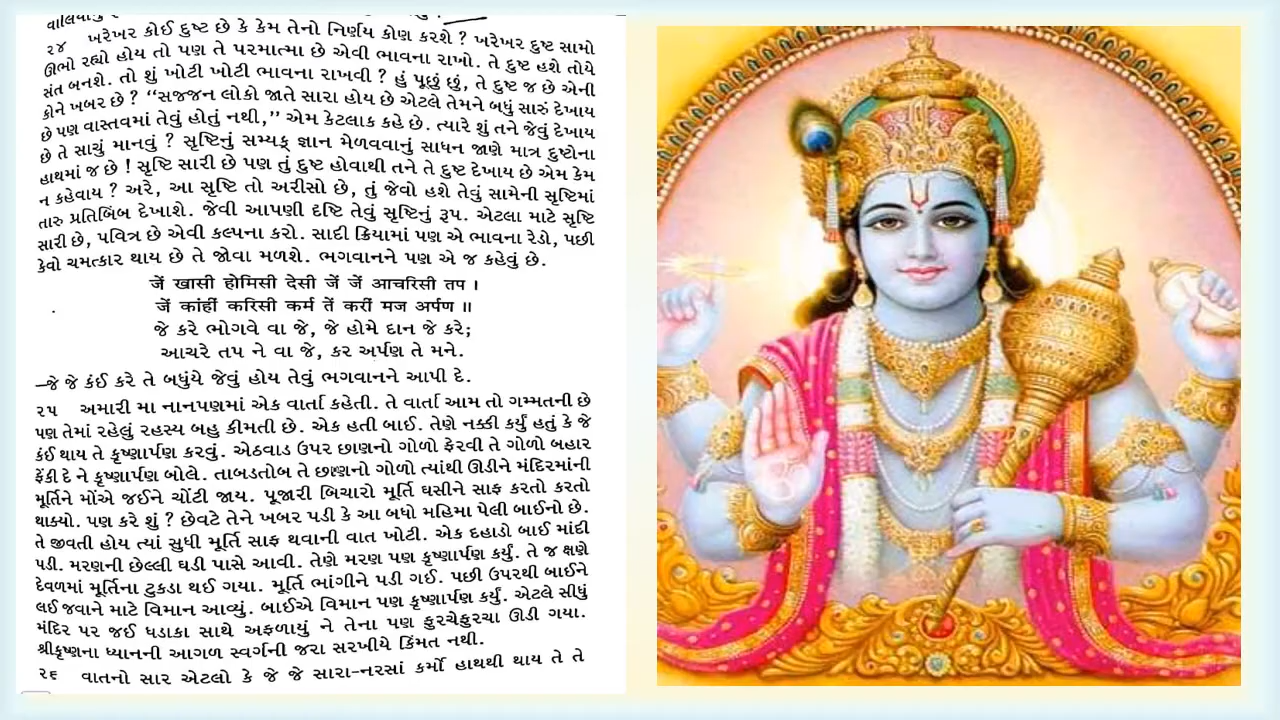 ૨૪ ખરેખર કોઈ દુષ્ટ છે કે કેમ તેનો નિર્ણય કોણ કરશે ? ખરેખર દુષ્ટ સામો
ઊભો રહ્યો હોય તો પણ તે પરમાત્મા છે એવી ભાવના રાખો. તે દુષ્ટ હશે તોયે
સંત બનશે. તો શું ખોટી ખોટી ભાવના રાખવી ? હું પૂછું છું, તે દુષ્ટ જ છે એની
કોને ખબર છે ? “સજ્જન લોકો જાતે સારા હોય છે એટલે તેમને બધું સારું દેખાય
છે પણ વાસ્તવમાં તેવું હોતું નથી,” એમ કેટલાક કહે છે. ત્યારે શું તને જેવું દેખાય
છે તે સાચું માનવું ? સૃષ્ટિનું સમ્યક્ જ્ઞાન મેળવવાનું સાધન જાણે માત્ર દુષ્ટોના
હાથમાં જ છે ! સૃષ્ટિ સારી છે પણ તું દુષ્ટ હોવાથી તને તે દુષ્ટ દેખાય છે એમ કેમ
ન કહેવાય ? અરે, આ સૃષ્ટિ તો અરીસો છે, તું જેવો હશે તેવું સામેની સૃષ્ટિમાં
તારુ પ્રતિબિંબ દેખાશે. જેવી આપણી દૃષ્ટિ તેવું સૃષ્ટિનું રૂપ. એટલા માટે સૃષ્ટિ
સારી છે, પવિત્ર છે એવી કલ્પના કરો. સાદી ક્રિયામાં પણ એ ભાવના રેડો, પછી
કેવો ચમત્કાર થાય છે તે જોવા મળશે. ભગવાનને પણ એ જ કહેવું છે.
જેં ખાસી હોમિસી દેસી જેં જેં આચરિસી તપ ।
જેં કાંહીં કરિસી કર્મ તેં કરીં મજ અર્પણ ॥
જે કરે ભોગવે વા જે, જે હોમે દાન જે કરે;
આચરે તપ ને વા જે, કર અર્પણ તે મને.
—જે જે કંઈ કરે તે બધુંયે જેવું હોય તેવું ભગવાનને આપી દે.
૨૫ અમારી મા નાનપણમાં એક વાર્તા કહેતી. તે વાર્તા આમ તો ગમ્મતની છે
પણ તેમાં રહેલું રહસ્ય બહુ કીમતી છે. એક હતી બાઈ. તેણે નક્કી કર્યું હતું કે જે
કંઈ થાય તે કૃષ્ણાર્પણ કરવું. એઠવાડ ઉપર છાણનો ગોળો ફેરવી તે ગોળો બહાર
ફેંકી દે ને કૃષ્ણાર્પણ બોલે. તાબડતોબ તે છાણનો ગોળો ત્યાંથી ઊડીને મંદિરમાંની
મૂર્તિને મોંએ જઈને ચોંટી જાય. પૂજારી બિચારો મૂર્તિ ઘસીને સાફ કરતો કરતો
થાક્યો. પણ કરે શું ? છેવટે તેને ખબર પડી કે આ બધો મહિમા પેલી બાઈનો છે.
તે જીવતી હોય ત્યાં સુધી મૂર્તિ સાફ થવાની વાત ખોટી. એક દહાડો બાઈ માંદી
પડી. મરણની છેલ્લી ઘડી પાસે આવી. તેણે મરણ પણ કૃષ્ણાર્પણ કર્યું. તે જ ક્ષણે
દેવળમાં મૂર્તિના ટુકડા થઈ ગયા. મૂર્તિ ભાંગીને પડી ગઈ. પછી ઉપરથી બાઈને
લઈ જવાને માટે વિમાન આવ્યું. બાઈએ વિમાન પણ કૃષ્ણાર્પણ કર્યું. એટલે સીધું
મંદિર પર જઈ ધડાકા સાથે અફળાયું ને તેના પણ ફુરચેફુરચા ઊડી ગયા.
શ્રીકૃષ્ણના ધ્યાનની આગળ સ્વર્ગની જરા સરખીયે કિંમત નથી.
૨૬ વાતનો સાર એટલો કે જે જે સારા-નરસાં કર્મો હાથથી થાય તે તે